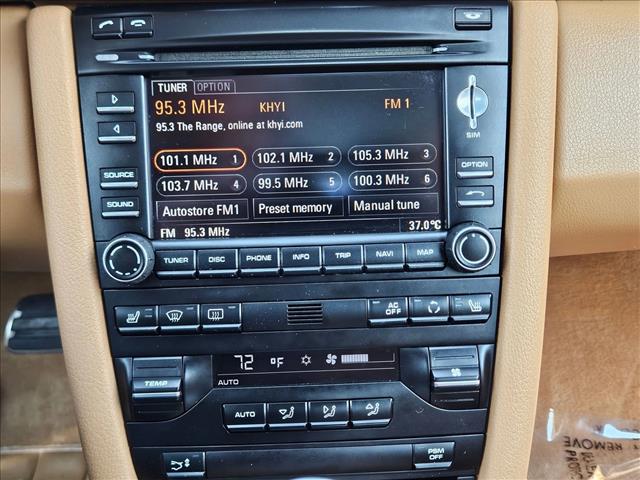 TUNER OPTION
95.3 MHz KHYI FM 1
95.3 The Range, online at khyi.com
101.1 MHz 1 102.1 MHz 2 105.3 MHz 3
103.7 MHz 4 99.5 MHz 5 100.3 MHz 6
Autostore FM1 Preset memory Manual tune
FM 95.3 MHz 37.0°C
SIM
OPTION
SOURCE
SOUND
TUNER DISC PHONE INFO TRIP NAVI MAP
AC OFF
72 °F
AUTO
TEMP
AUTO
PSM OFF
REMOVE